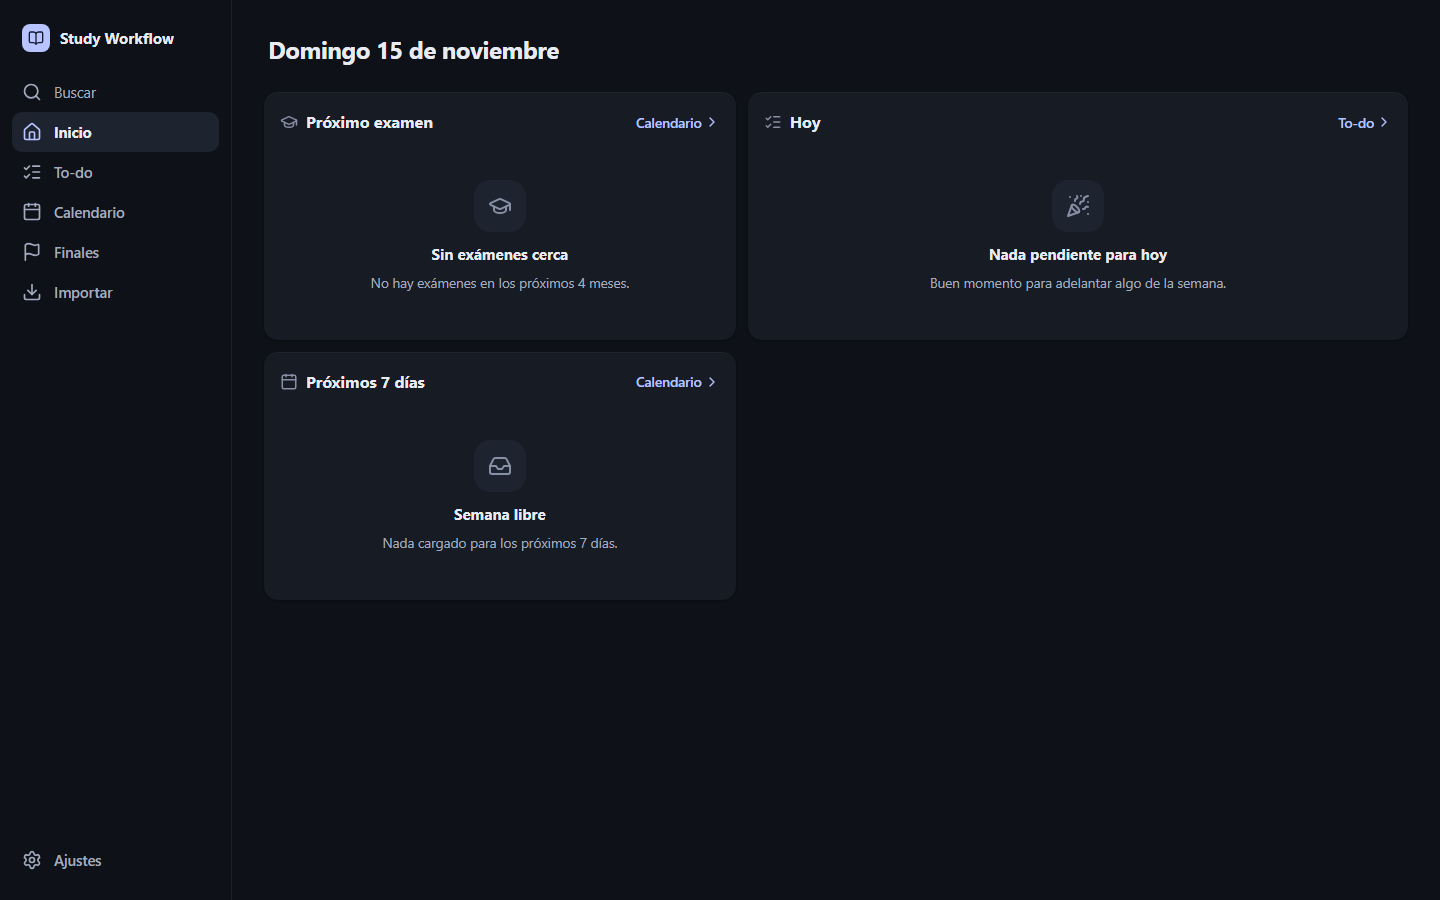 Study Workflow
Buscar
Inicio
To-do
Calendario
Finales
Importar
Ajustes
Domingo 15 de noviembre
Próximo examen
Calendario
Sin exámenes cerca
No hay exámenes en los próximos 4 meses.
Hoy
To-do
Nada pendiente para hoy
Buen momento para adelantar algo de la semana.
Próximos 7 días
Calendario
Semana libre
Nada cargado para los próximos 7 días.